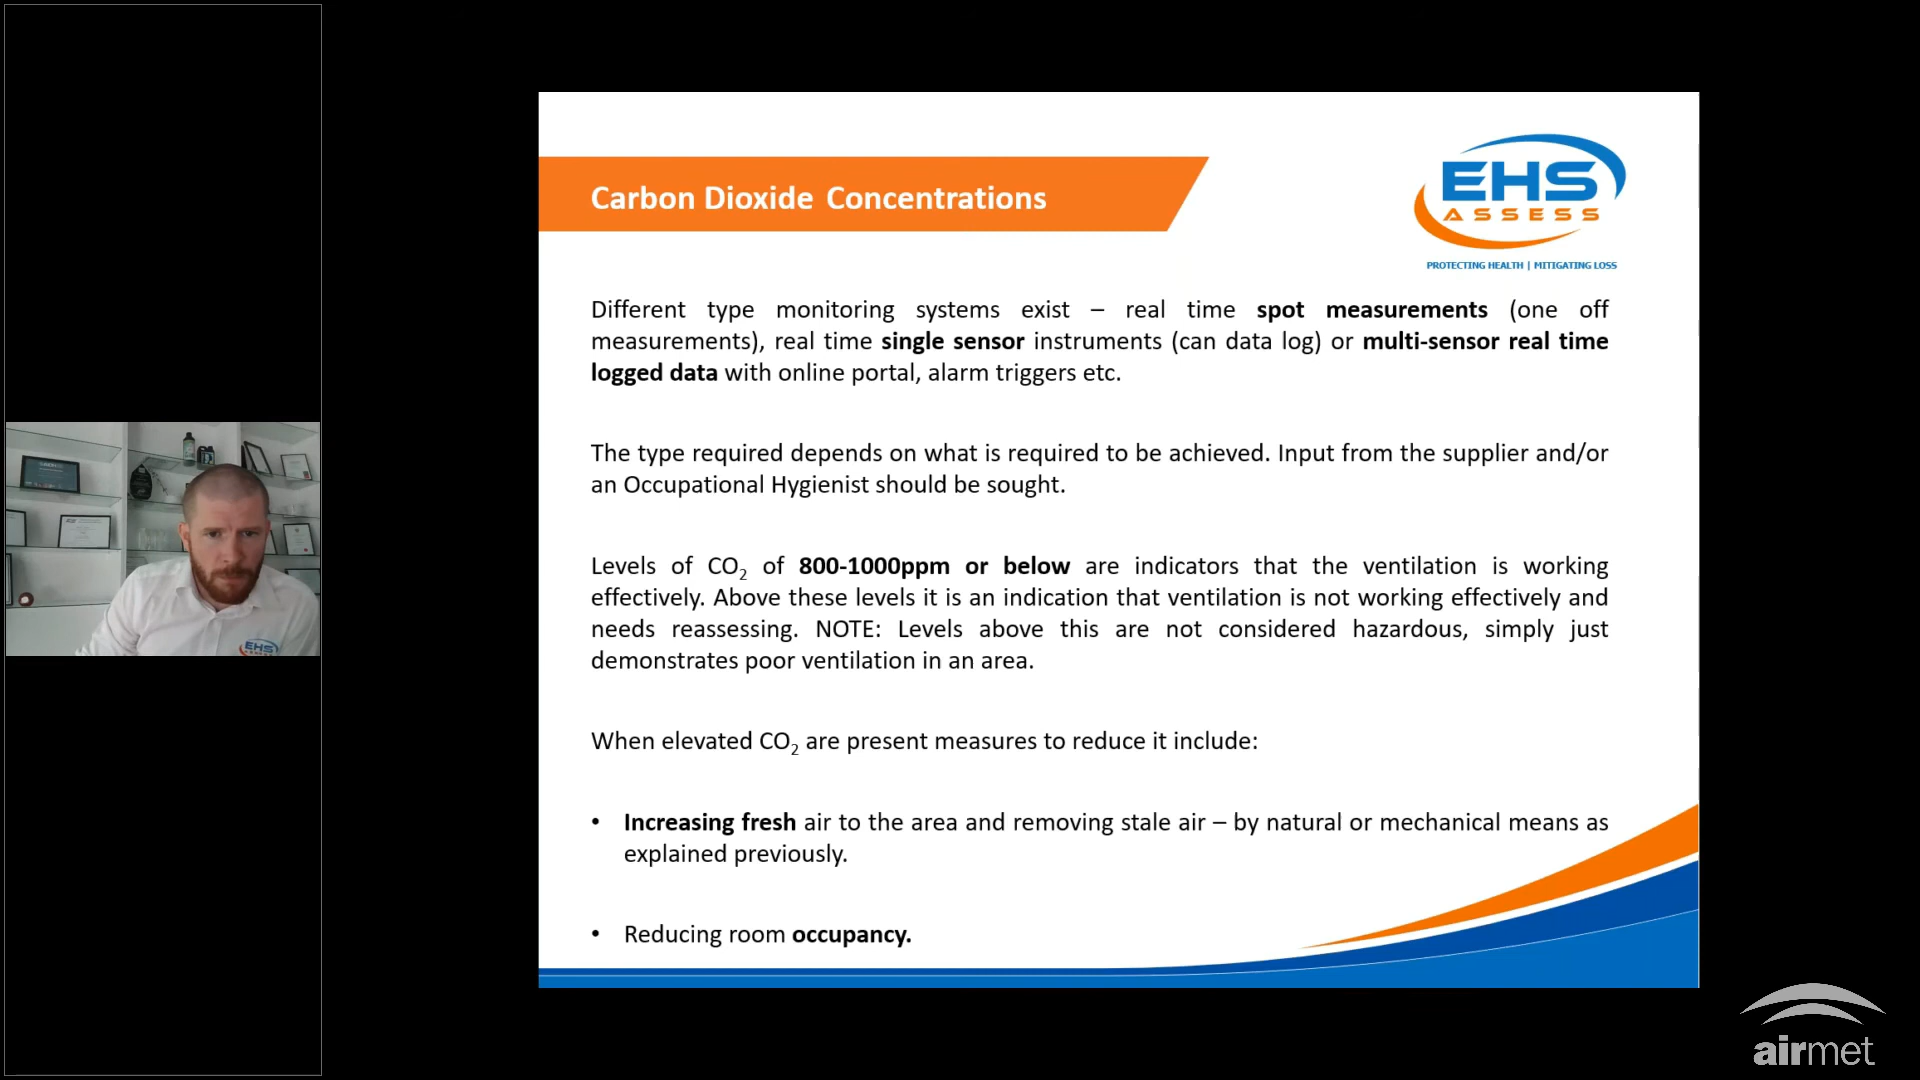 Carbon Dioxide Concentrations
EHS
ASSESS
PROTECTING HEALTH | MITIGATING LOSS
Different type monitoring systems exist – real time spot measurements (one off
measurements), real time single sensor instruments (can data log) or multi-sensor real time
logged data with online portal, alarm triggers etc.
The type required depends on what is required to be achieved. Input from the supplier and/or
an Occupational Hygienist should be sought.
Levels of CO₂ of 800-1000ppm or below are indicators that the ventilation is working
effectively. Above these levels it is an indication that ventilation is not working effectively and
needs reassessing. NOTE: Levels above this are not considered hazardous, simply just
demonstrates poor ventilation in an area.
When elevated CO₂ are present measures to reduce it include:
• Increasing fresh air to the area and removing stale air – by natural or mechanical means as
explained previously.
• Reducing room occupancy.
EHS
airmet